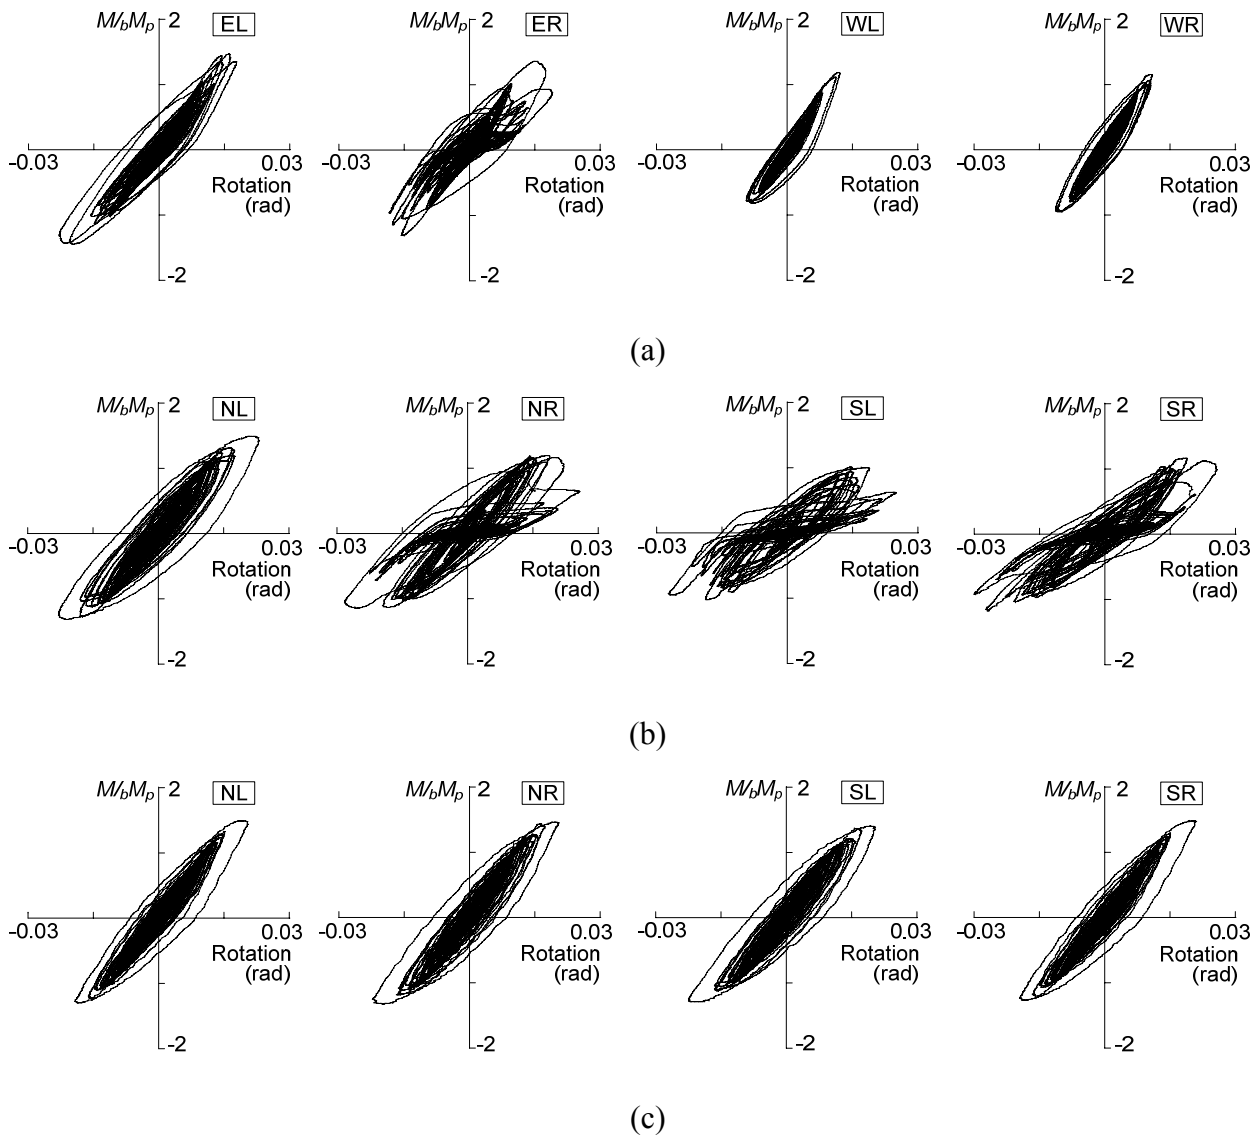 M/bMp 2 EL M/bMp 2 ER M/bMp 2 WL M/bMp 2 WR
-0.03 0.03 -0.03 0.03 -0.03 0.03 -0.03 0.03
Rotation Rotation Rotation Rotation
(rad) (rad) (rad) (rad)
-2 -2 -2 -2
(a)
M/bMp 2 NL M/bMp 2 NR M/bMp 2 SL M/bMp 2 SR
-0.03 0.03 -0.03 0.03 -0.03 0.03 -0.03 0.03
Rotation Rotation Rotation Rotation
(rad) (rad) (rad) (rad)
-2 -2 -2 -2
(b)
M/bMp 2 NL M/bMp 2 NR M/bMp 2 SL M/bMp 2 SR
-0.03 0.03 -0.03 0.03 -0.03 0.03 -0.03 0.03
Rotation Rotation Rotation Rotation
(rad) (rad) (rad) (rad)
-2 -2 -2 -2
(c)